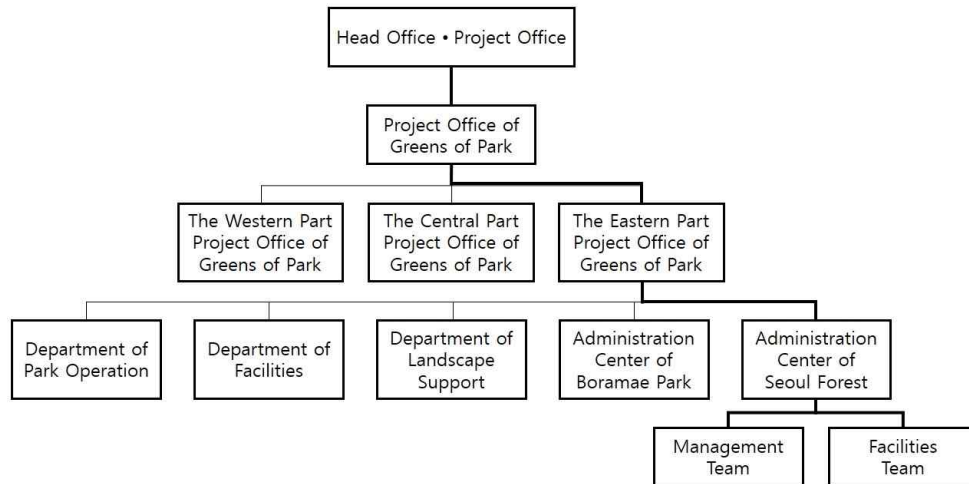 Head Office • Project Office
Project Office of
Greens of Park
The Western Part
Project Office of
Greens of Park
The Central Part
Project Office of
Greens of Park
The Eastern Part
Project Office of
Greens of Park
Department of
Park Operation
Department of
Facilities
Department of
Landscape
Support
Administration
Center of
Boramae Park
Administration
Center of
Seoul Forest
Management
Team
Facilities
Team